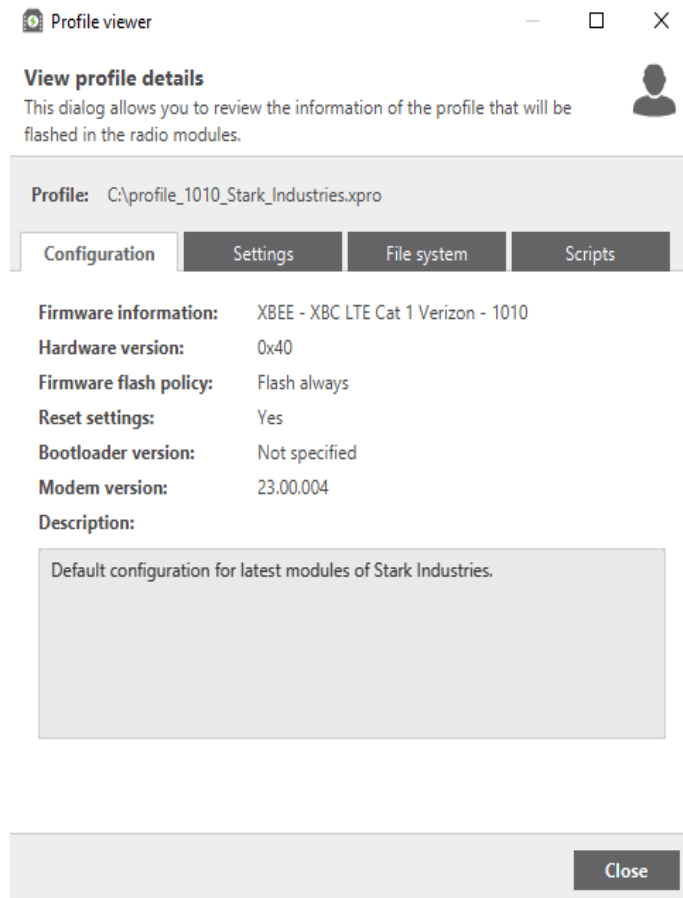 Profile viewer
View profile details
This dialog allows you to review the information of the profile that will be
flashed in the radio modules.
Profile: C:\profile_1010_Stark_Industries.xpro
Configuration Settings File system Scripts
Firmware information: XBEE - XBC LTE Cat 1 Verizon - 1010
Hardware version: 0x40
Firmware flash policy: Flash always
Reset settings: Yes
Bootloader version: Not specified
Modem version: 23.00.004
Description:
Default configuration for latest modules of Stark Industries.
Close